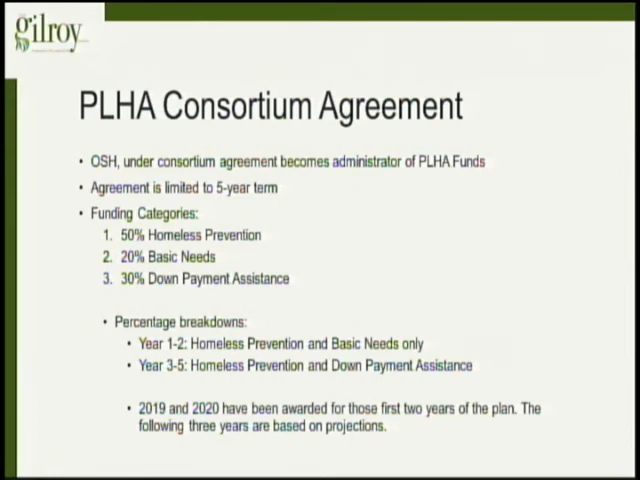 gilroy
PLHA Consortium Agreement
• OSH, under consortium agreement becomes administrator of PLHA Funds
• Agreement is limited to 5-year term
• Funding Categories:
1. 50% Homeless Prevention
2. 20% Basic Needs
3. 30% Down Payment Assistance
• Percentage breakdowns:
• Year 1-2: Homeless Prevention and Basic Needs only
• Year 3-5: Homeless Prevention and Down Payment Assistance
• 2019 and 2020 have been awarded for those first two years of the plan. The
following three years are based on projections.